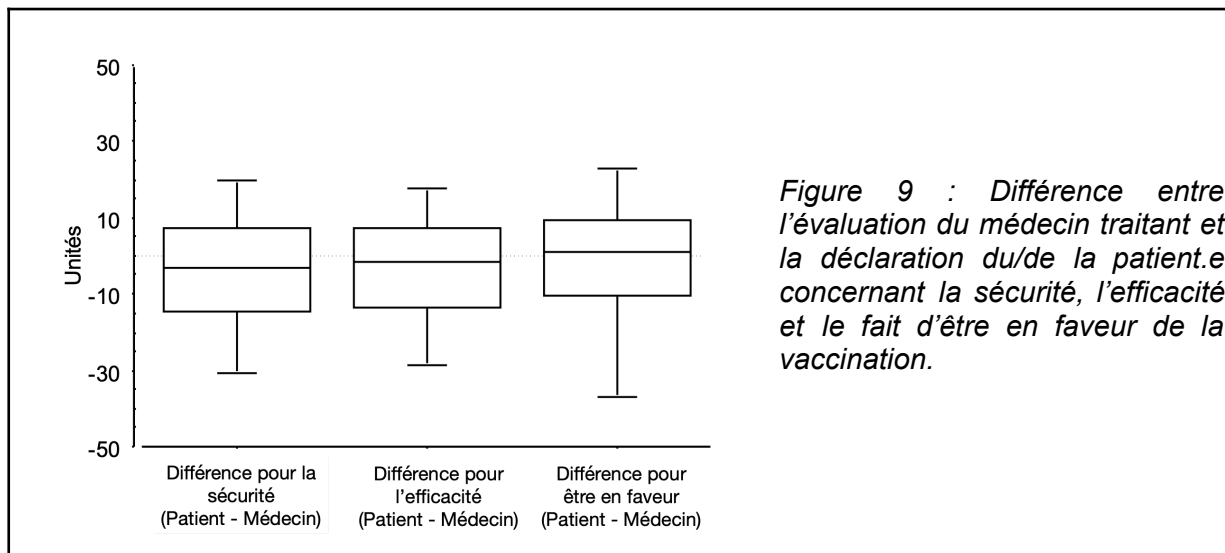 50
30
10
-10
-30
-50
Unités
Différence pour la
sécurité
(Patient - Médecin)
Différence pour
l'efficacité
(Patient - Médecin)
Différence pour
être en faveur
(Patient - Médecin)
Figure 9 : Différence entre
l'évaluation du médecin traitant et
la déclaration du/de la patient.e
concernant la sécurité, l'efficacité
et le fait d'être en faveur de la
vaccination.